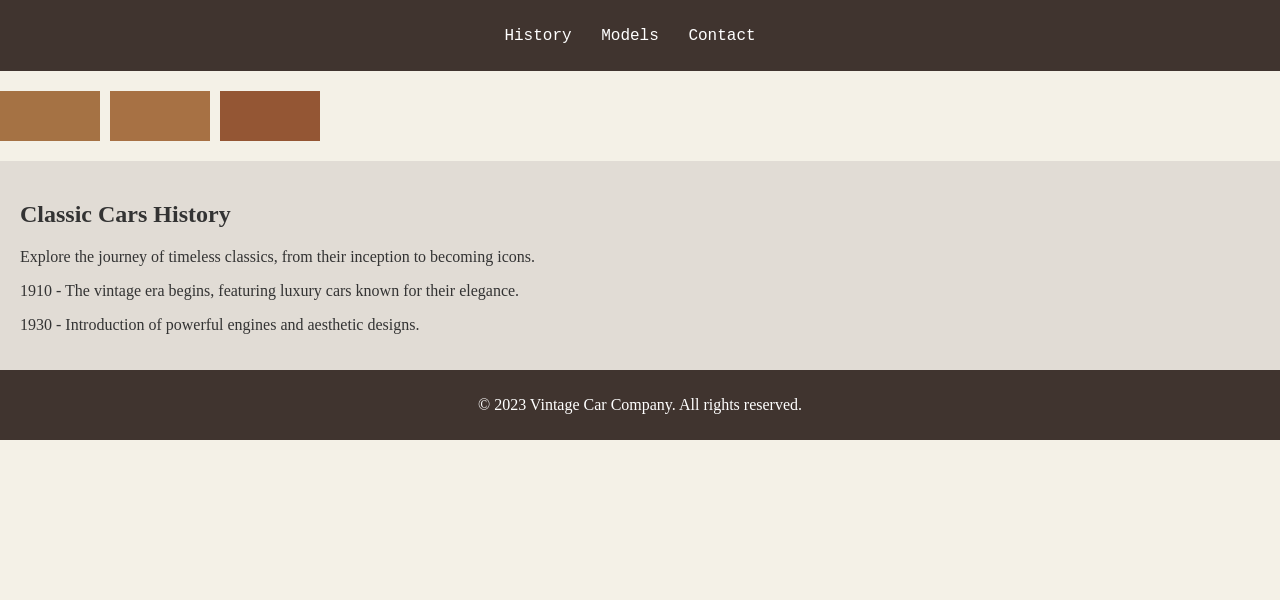 History Models Contact
Classic Cars History
Explore the journey of timeless classics, from their inception to becoming icons.
1910 - The vintage era begins, featuring luxury cars known for their elegance.
1930 - Introduction of powerful engines and aesthetic designs.
© 2023 Vintage Car Company. All rights reserved.